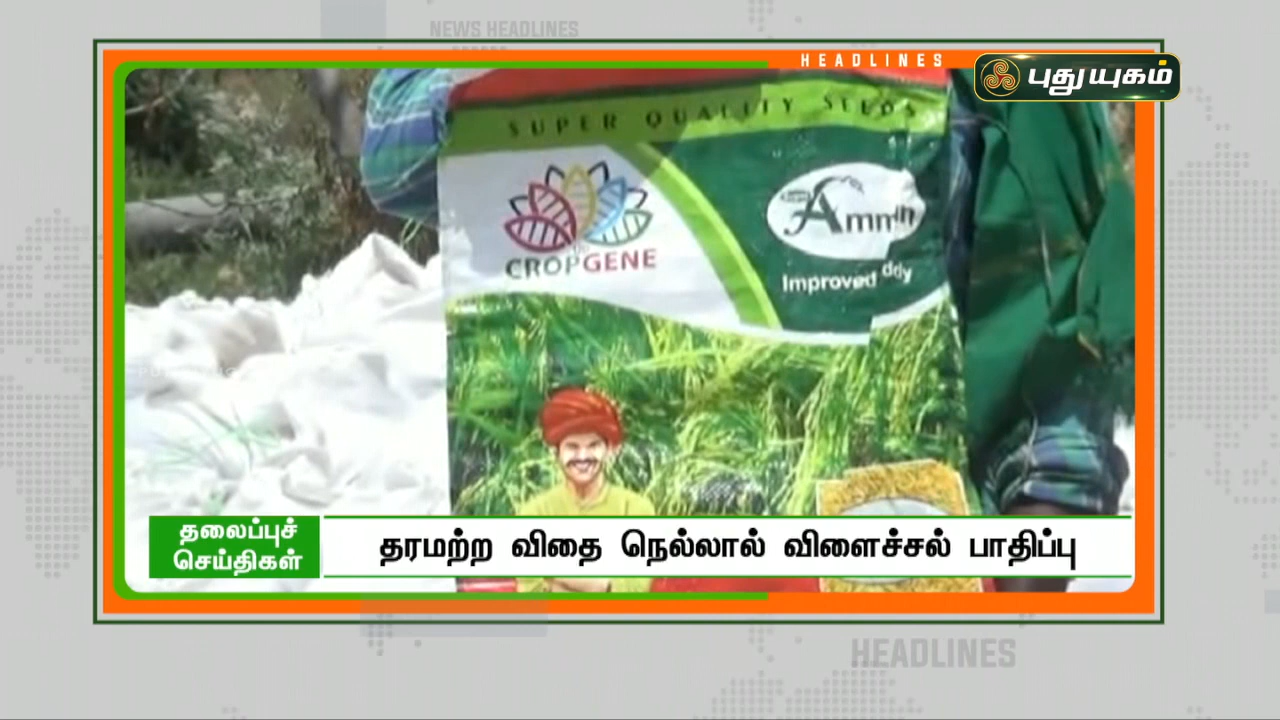 NEWS HEADLINES
HEADLINES
புதுயுகம்
SUPER QUALITY SEEDS
CROPGENE
Improved
தலைப்புச்
செய்திகள்
தரமற்ற விதை நெல்லால் விளைச்சல் பாதிப்பு
HEADLINES